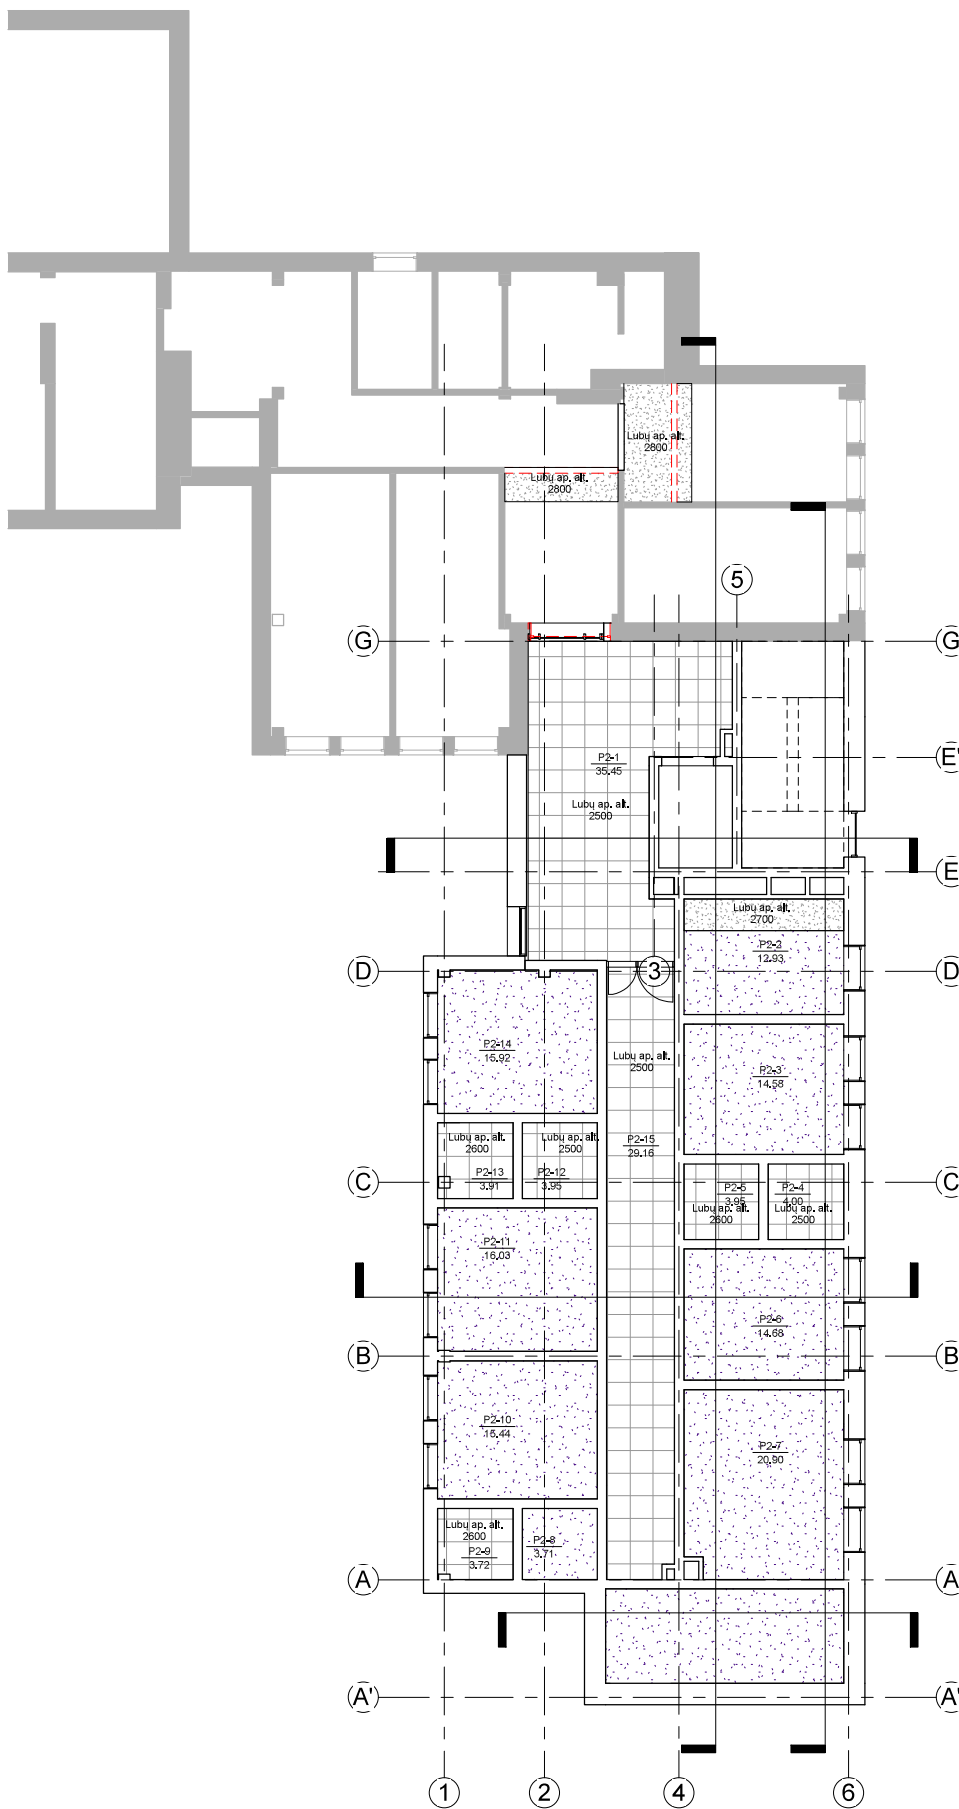 Lubų ap. alt.
2800
Lubų ap. alt.
2800
5
G
G
P2-1
35.45
E'
Lubų ap. alt.
2500
E
Lubų ap. alt.
2700
P2-2
12.93
D
3
D
P2-14
15.92
Lubų ap. alt.
2500
P2-3
14.58
Lubų ap. alt.
2600
Lubų ap. alt.
2500
P2-15
29.16
P2-13
3.91
P2-12
3.95
C
C
P2-5
3.95
Lubų ap. alt.
2600
P2-4
4.00
Lubų ap. alt.
2500
P2-11
16.03
P2-6
14.68
B
B
P2-10
15.44
P2-7
20.90
Lubų ap. alt.
2600
P2-9
3.72
P2-8
3.71
A
A
A'
A'
1
2
4
6